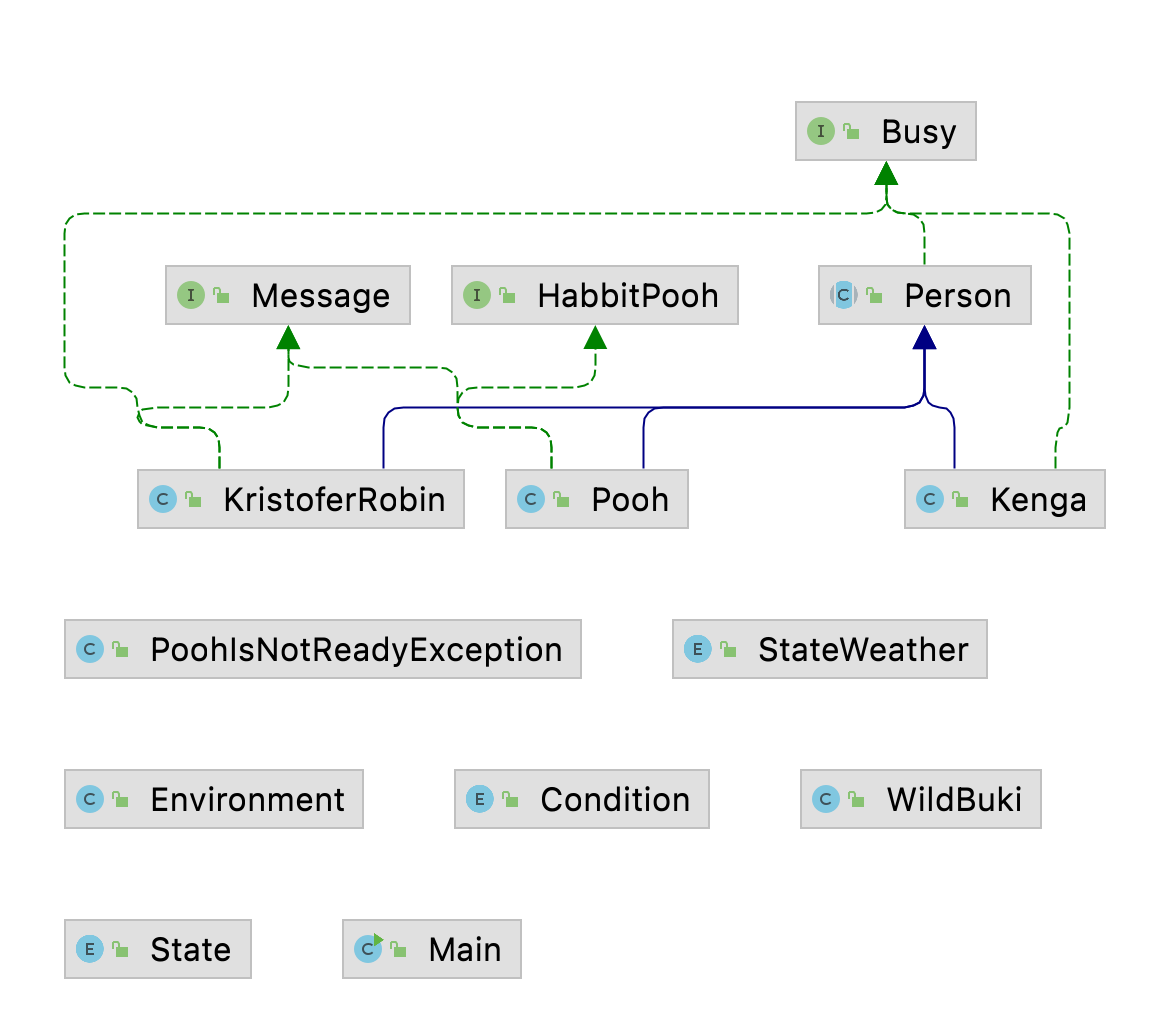 I Busy
I Message
I HabbitPooh
C Person
C KristoferRobin
C Pooh
C Kenga
C PoohIsNotReadyException
E StateWeather
C Environment
E Condition
C WildBuki
E State
C Main